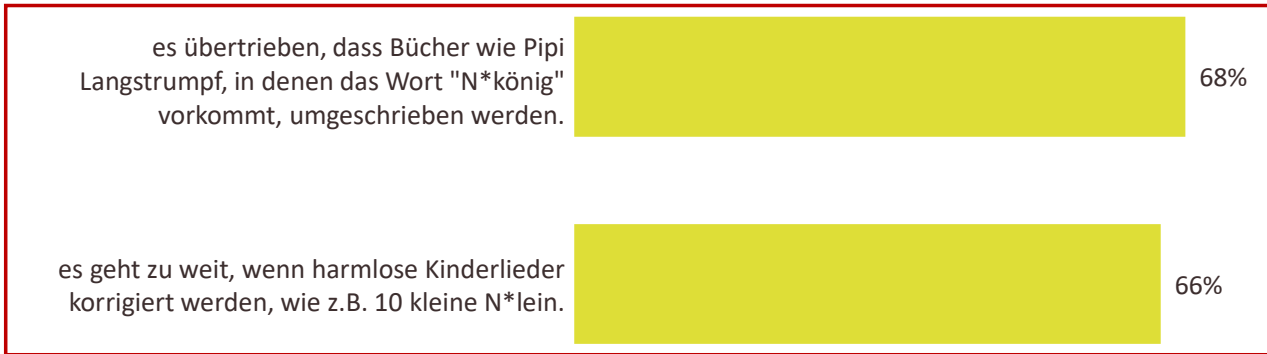 es übertrieben, dass Bücher wie Pipi
Langstrumpf, in denen das Wort "N*könig"
vorkommt, umgeschrieben werden.
68%
es geht zu weit, wenn harmlose Kinderlieder
korrigiert werden, wie z.B. 10 kleine N*lein.
66%